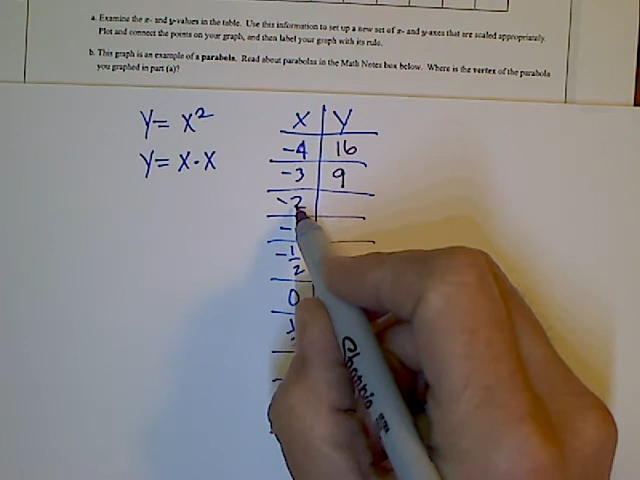 a. Examine the x- and y-values in the table. Use this information to set up a new set of x- and y-axes that are scaled appropriately.
Plot and connect the points on your graph, and then label your graph with its rule.
b. This graph is an example of a parabola. Read about parabolas in the Math Notes box below. Where is the vertex of the parabola
you graphed in part (a)?
y = x²
y = x · x
x y
-4 16
-3 9
-2
-
-1/2
0
Sharpie